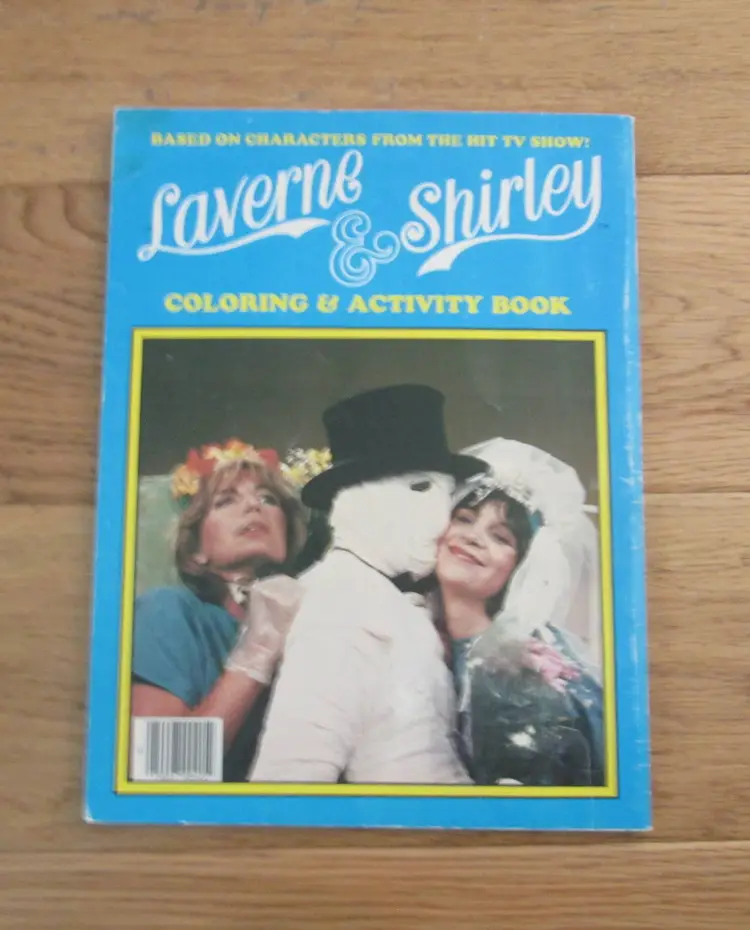 BASED ON CHARACTERS FROM THE HIT TV SHOW!
Laverne & Shirley
COLORING & ACTIVITY BOOK